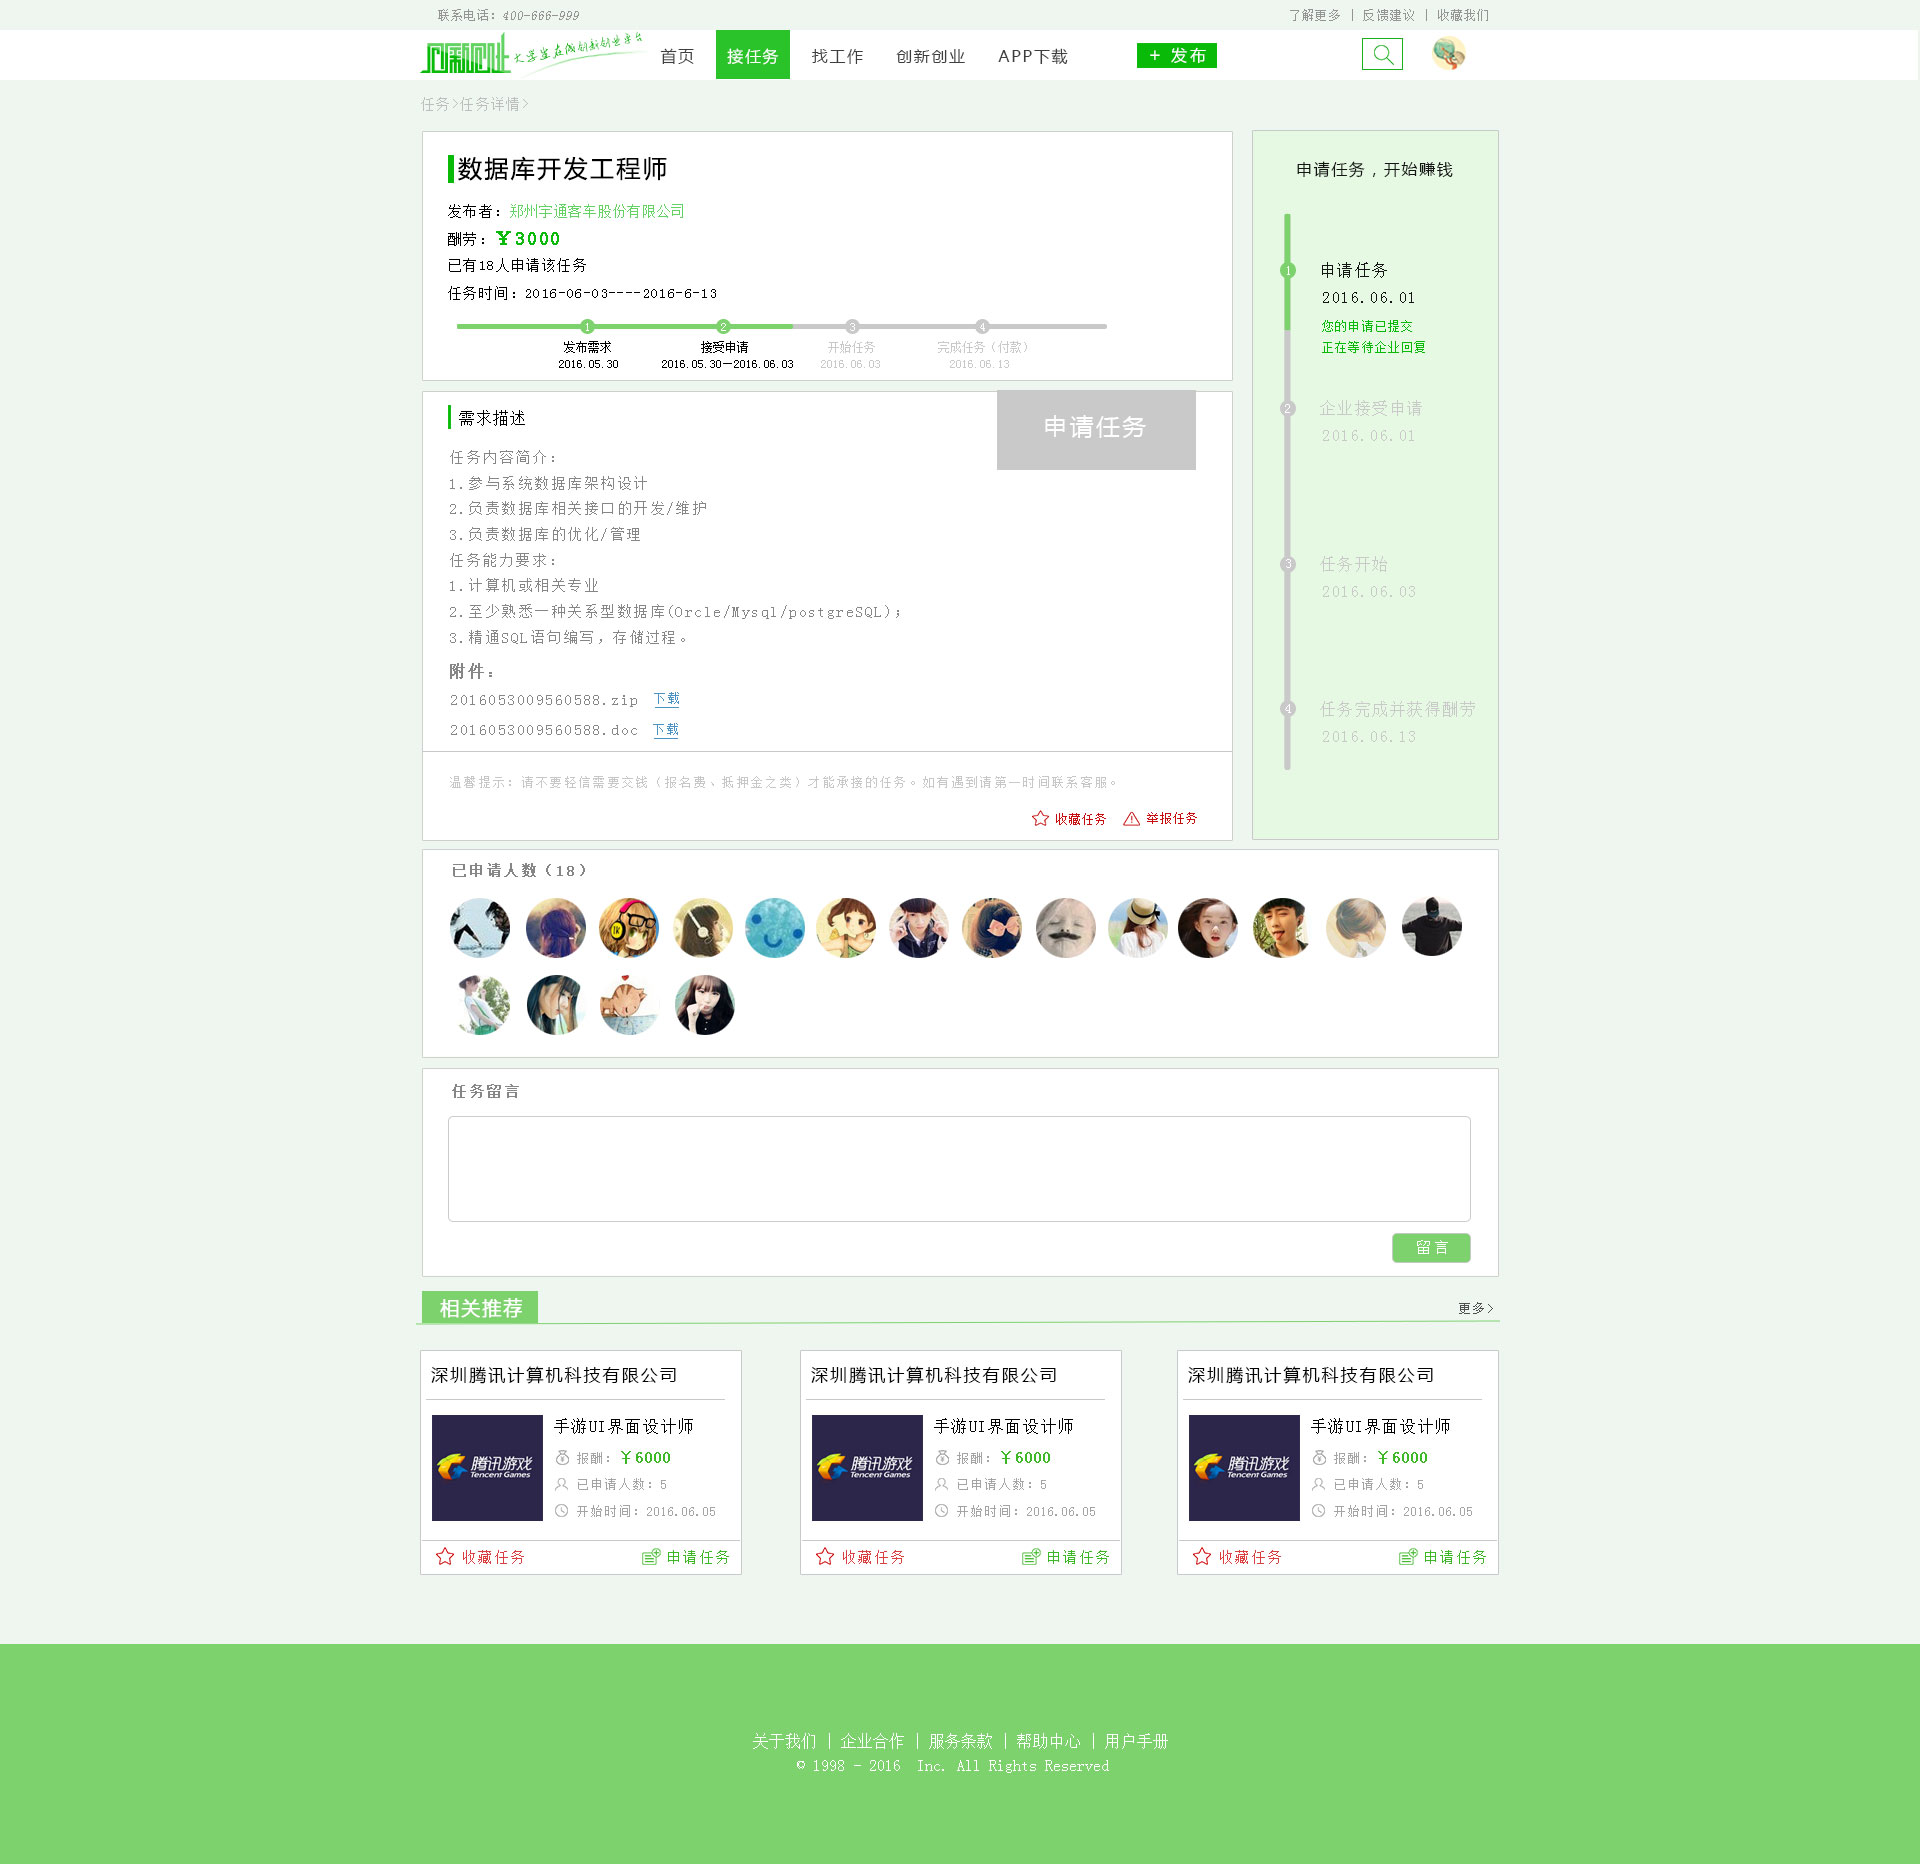 联系电话：400-666-999
了解更多 | 反馈建议 | 收藏我们
大学生在线创新创业平台
首页 接任务 找工作 创新创业 APP下载 + 发布
任务>任务详情>
数据库开发工程师
发布者：郑州宇通客车股份有限公司
酬劳：￥3000
已有18人申请该任务
任务时间：2016-06-03----2016-6-13
1 2 3 4
发布需求 接受申请 开始任务 完成任务（付款）
2016.05.30 2016.05.30—2016.06.03 2016.06.03 2016.06.13
申请任务，开始赚钱
1 申请任务
2016.06.01
您的申请已提交
正在等待企业回复
2 企业接受申请
2016.06.01
3 任务开始
2016.06.03
4 任务完成并获得酬劳
2016.06.13
需求描述
申请任务
任务内容简介：
1.参与系统数据库架构设计
2.负责数据库相关接口的开发/维护
3.负责数据库的优化/管理
任务能力要求：
1.计算机或相关专业
2.至少熟悉一种关系型数据库(Orcle/Mysql/postgreSQL)；
3.精通SQL语句编写，存储过程。
附件：
2016053009560588.zip 下载
2016053009560588.doc 下载
温馨提示：请不要轻信需要交钱（报名费、抵押金之类）才能承接的任务。如有遇到请第一时间联系客服。
收藏任务 举报任务
已申请人数（18）
任务留言
留言
相关推荐
更多>
深圳腾讯计算机科技有限公司
腾讯游戏
Tencent Games
手游UI界面设计师
报酬：￥6000
已申请人数：5
开始时间：2016.06.05
收藏任务 申请任务
深圳腾讯计算机科技有限公司
腾讯游戏
Tencent Games
手游UI界面设计师
报酬：￥6000
已申请人数：5
开始时间：2016.06.05
收藏任务 申请任务
深圳腾讯计算机科技有限公司
腾讯游戏
Tencent Games
手游UI界面设计师
报酬：￥6000
已申请人数：5
开始时间：2016.06.05
收藏任务 申请任务
关于我们 | 企业合作 | 服务条款 | 帮助中心 | 用户手册
© 1998 - 2016 Inc. All Rights Reserved